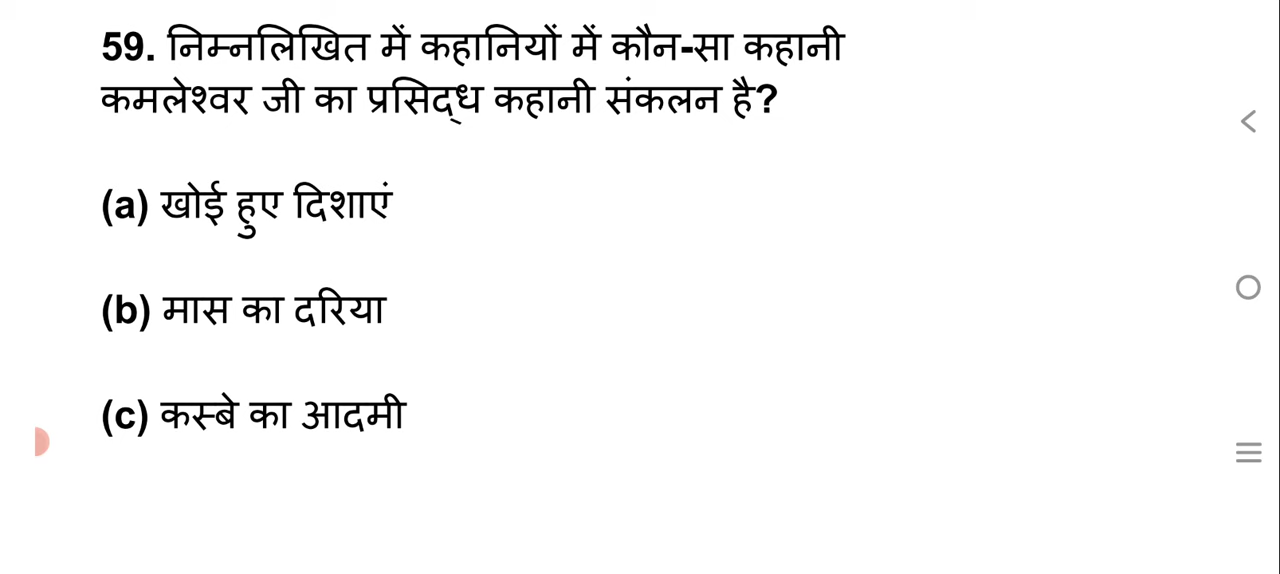 59. निम्नलिखित में कहानियों में कौन-सा कहानी
कमलेश्वर जी का प्रसिद्ध कहानी संकलन है?
(a) खोई हुए दिशाएं
(b) मास का दरिया
(c) कस्बे का आदमी